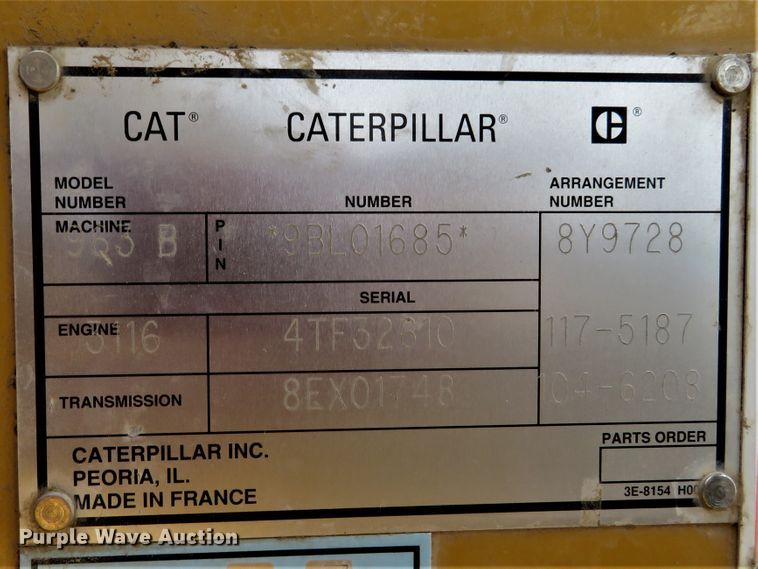 CAT® CATERPILLAR® C®
MODEL NUMBER NUMBER ARRANGEMENT NUMBER
MACHINE 963 B PIN *9BL01685* 8Y9728
SERIAL
ENGINE 3116 4TF32810 117-5187
TRANSMISSION 8EX01748 104-6208
CATERPILLAR INC. PARTS ORDER
PEORIA, IL.
MADE IN FRANCE 3E-8154
Purple Wave Auction